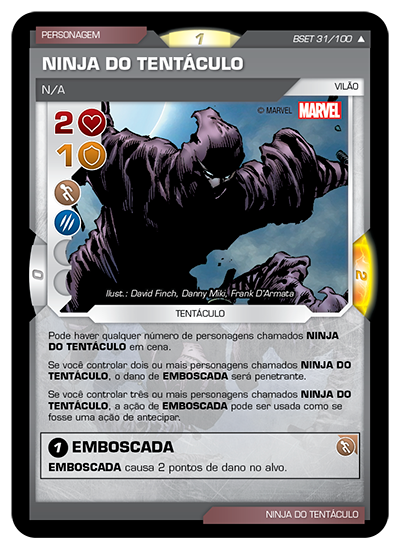 PERSONAGEM
1
BSET 31/100 ▲
NINJA DO TENTÁCULO
N/A
VILÃO
© MARVEL MARVEL
2
1
0
2
Ilust.: David Finch, Danny Miki, Frank D'Armata
TENTÁCULO
Pode haver qualquer número de personagens chamados NINJA
DO TENTÁCULO em cena.
Se você controlar dois ou mais personagens chamados NINJA DO
TENTÁCULO, o dano de EMBOSCADA será penetrante.
Se você controlar três ou mais personagens chamados NINJA DO
TENTÁCULO, a ação de EMBOSCADA pode ser usada como se
fosse uma ação de antecipar.
1 EMBOSCADA
EMBOSCADA causa 2 pontos de dano no alvo.
NINJA DO TENTÁCULO